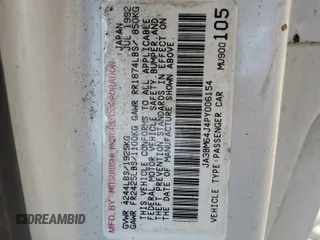 MFD BY MITSUBISHI MOTORS CORPORATION
JAPAN JUL 1992
GVWR 4244LBS/1925KG
GAWR FR2425LBS/1100KG GAWR RR1874LBS/ 850KG
THIS VEHICLE CONFORMS TO ALL APPLICABLE
FEDERAL MOTOR VEHICLE SAFETY, BUMPER, AND
THEFT PREVENTION STANDARDS IN EFFECT ON
THE DATE OF MANUFACTURE SHOWN ABOVE.
JA3BM64J4PY006154
VEHICLE TYPE:PASSENGER CAR
MU900105